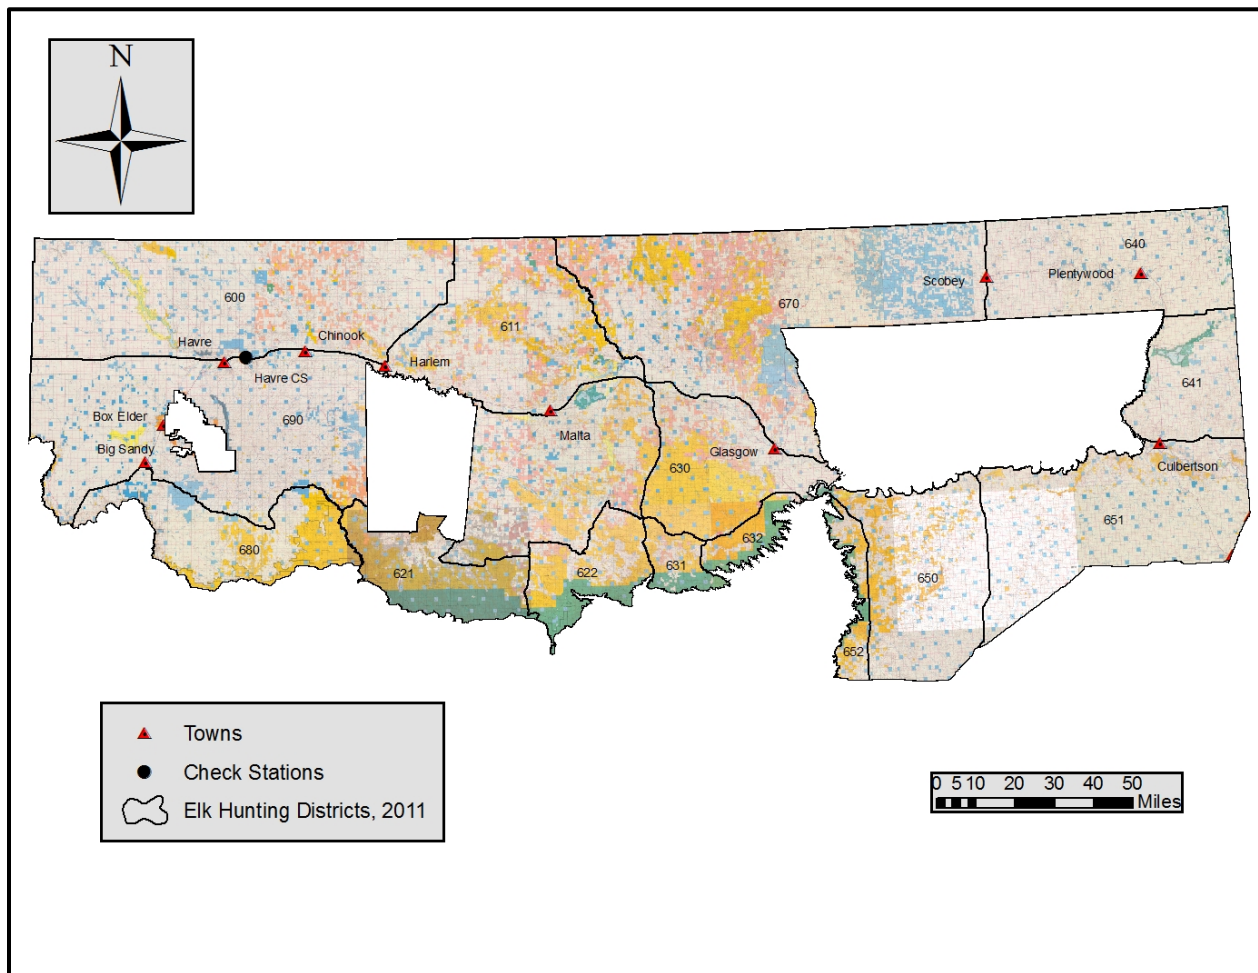 N
640
Scobey
Plentywood
600
670
611
Chinook
Havre
Harlem
Havre CS
641
Box Elder
690
Malta
Big Sandy
630
Glasgow
Culbertson
651
632
680
631
622
621
650
652
Towns
Check Stations
Elk Hunting Districts, 2011
0 5 10 20 30 40 50
Miles